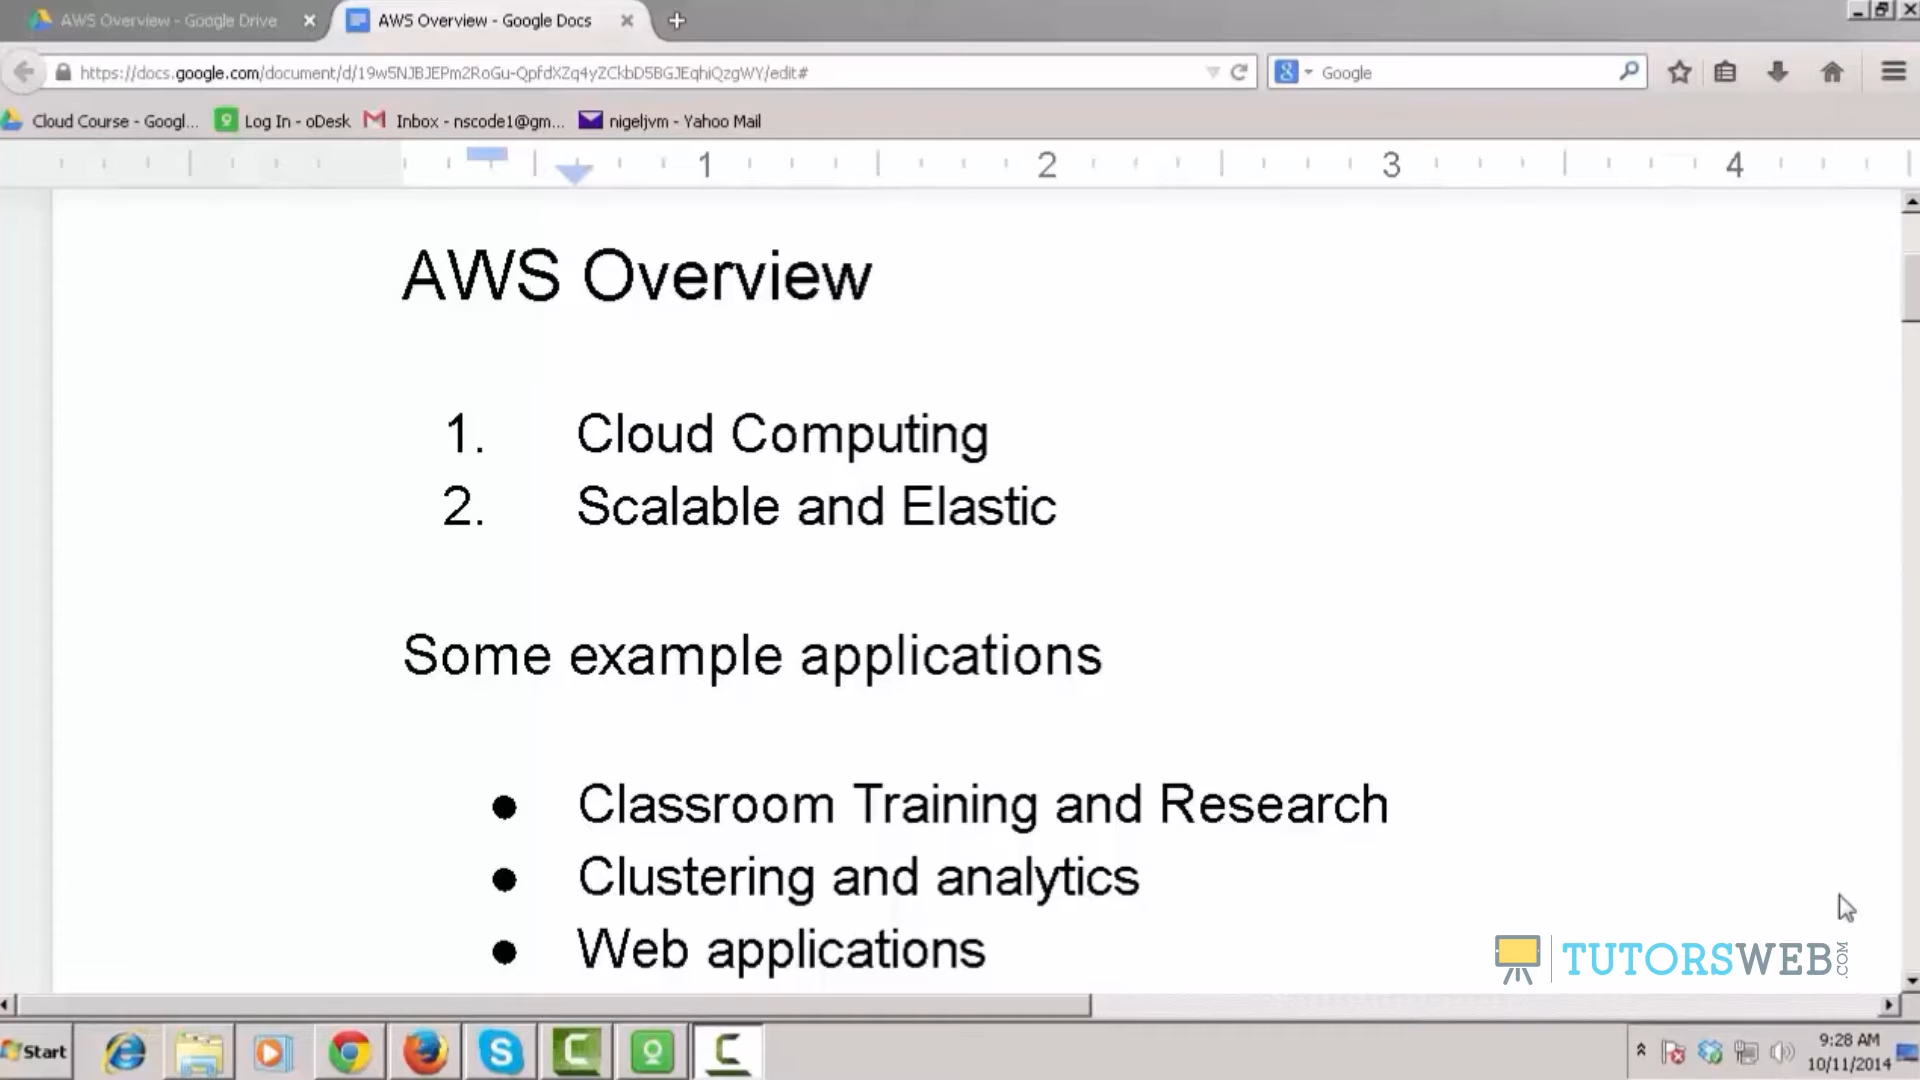 AWS Overview - Google Drive
AWS Overview - Google Docs
https://docs.google.com/document/d/19w5NJBJEPm2RoGu-QpfdXZq4yZCkbD5BGJEqhiQzgWY/edit#
Google
Cloud Course - Googl...
Log In - oDesk
Inbox - nscode1@gm...
nigeljvm - Yahoo Mail
1 2 3 4
AWS Overview
1. Cloud Computing
2. Scalable and Elastic
Some example applications
● Classroom Training and Research
● Clustering and analytics
● Web applications
TUTORSWEB.COM
Start
9:28 AM
10/11/2014